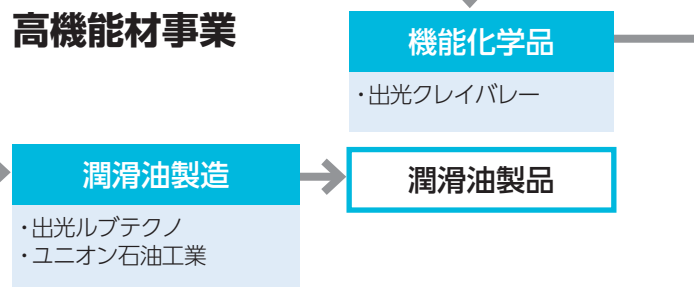 高機能材事業
機能化学品
・出光クレイバレー
潤滑油製造
潤滑油製品
・出光ルブテクノ
・ユニオン石油工業